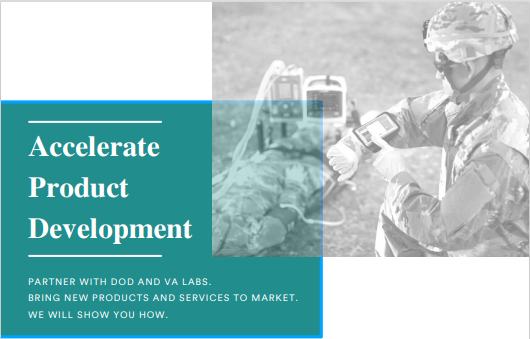 Accelerate
Product
Development
PARTNER WITH DOD AND VA LABS.
BRING NEW PRODUCTS AND SERVICES TO MARKET.
WE WILL SHOW YOU HOW.